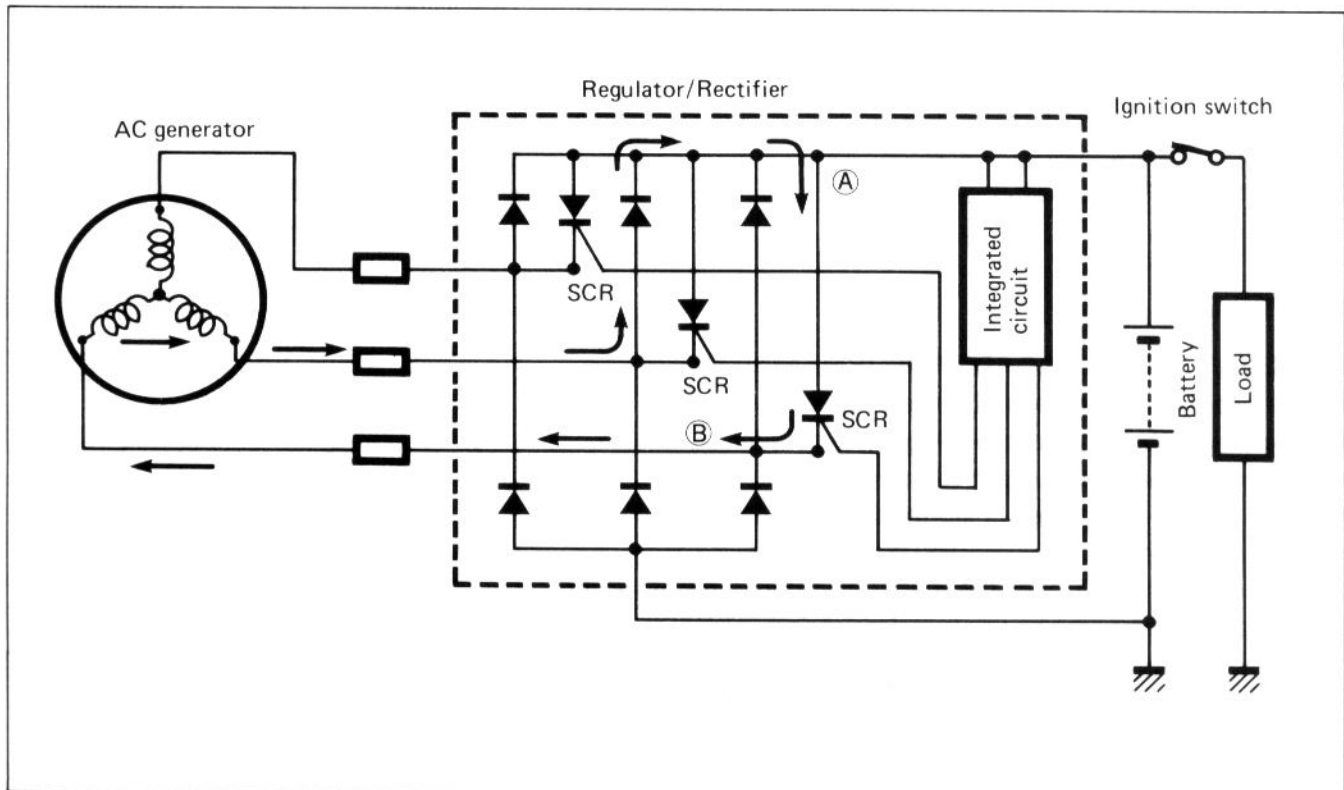 Regulator/Rectifier
Ignition switch
AC generator
Ⓐ
SCR
Integrated
circuit
SCR
Ⓑ
SCR
Battery
Load